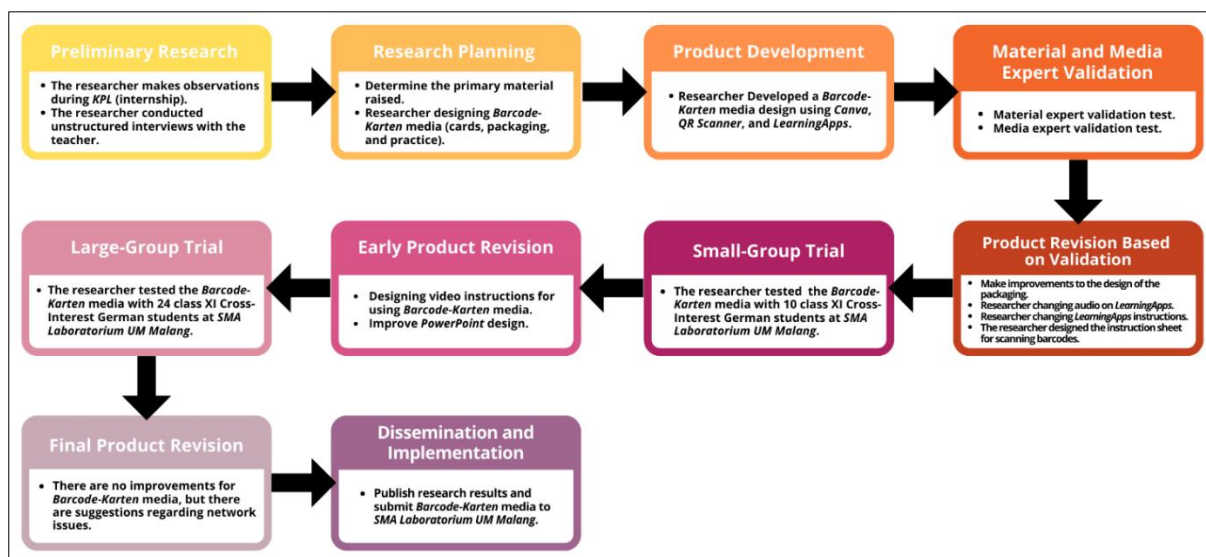 Preliminary Research
• The researcher makes observations
during KPL (internship).
• The researcher conducted
unstructured interviews with the
teacher.
Research Planning
• Determine the primary material
raised.
• Researcher designing Barcode-
Karten media (cards, packaging,
and practice).
Product Development
• Researcher Developed a Barcode-
Karten media design using Canva,
QR Scanner, and LearningApps.
Material and Media
Expert Validation
• Material expert validation test.
• Media expert validation test.
Product Revision Based
on Validation
• Make improvements to the design of the
packaging.
• Researcher changing audio on LearningApps.
• Researcher changing LearningApps instructions.
• The researcher designed the instruction sheet
for scanning barcodes.
Small-Group Trial
• The researcher tested the Barcode-
Karten media with 10 class XI Cross-
Interest German students at SMA
Laboratorium UM Malang.
Early Product Revision
• Designing video instructions for
using Barcode-Karten media.
• Improve PowerPoint design.
Large-Group Trial
• The researcher tested the Barcode-
Karten media with 24 class XI Cross-
Interest German students at SMA
Laboratorium UM Malang.
Final Product Revision
• There are no improvements for
Barcode-Karten media, but there
are suggestions regarding network
issues.
Dissemination and
Implementation
• Publish research results and
submit Barcode-Karten media to
SMA Laboratorium UM Malang.